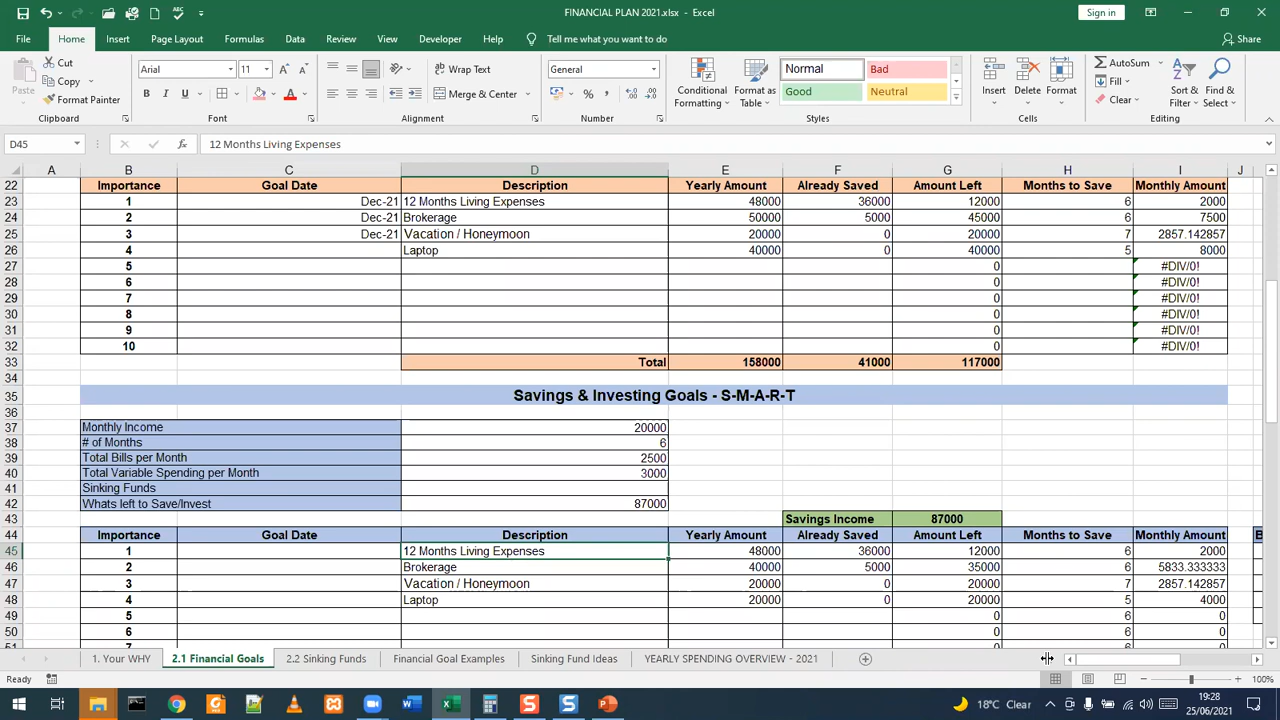 FINANCIAL PLAN 2021.xlsx - Excel
Sign in
File Home Insert Page Layout Formulas Data Review View Developer Help Tell me what you want to do Share
Paste Cut Copy Format Painter
Arial 11
Wrap Text
Merge & Center
General
Conditional Formatting Format as Table
Normal Bad
Good Neutral
Insert Delete Format
AutoSum Fill Clear
Sort & Filter Find & Select
Clipboard Font Alignment Number Styles Cells Editing
D45 fx 12 Months Living Expenses
A B C D E F G H I J
22 Importance Goal Date Description Yearly Amount Already Saved Amount Left Months to Save Monthly Amount
23 1 Dec-21 12 Months Living Expenses 48000 36000 12000 6 2000
24 2 Dec-21 Brokerage 50000 5000 45000 6 7500
25 3 Dec-21 Vacation / Honeymoon 20000 0 20000 7 2857.142857
26 4 Laptop 40000 0 40000 5 8000
27 5 0 #DIV/0!
28 6 0 #DIV/0!
29 7 0 #DIV/0!
30 8 0 #DIV/0!
31 9 0 #DIV/0!
32 10 0 #DIV/0!
33 Total 158000 41000 117000
34
35 Savings & Investing Goals - S-M-A-R-T
36
37 Monthly Income 20000
38 # of Months 6
39 Total Bills per Month 2500
40 Total Variable Spending per Month 3000
41 Sinking Funds
42 Whats left to Save/Invest 87000
43 Savings Income 87000
44 Importance Goal Date Description Yearly Amount Already Saved Amount Left Months to Save Monthly Amount
45 1 12 Months Living Expenses 48000 36000 12000 6 2000
46 2 Brokerage 40000 5000 35000 6 5833.333333
47 3 Vacation / Honeymoon 20000 0 20000 7 2857.142857
48 4 Laptop 20000 0 20000 5 4000
49 5 0 6 0
50 6 0 6 0
51 7 0 6 0
1. Your WHY 2.1 Financial Goals 2.2 Sinking Funds Financial Goal Examples Sinking Fund Ideas YEARLY SPENDING OVERVIEW - 2021
Ready 100%
18°C Clear 19:28
25/06/2021